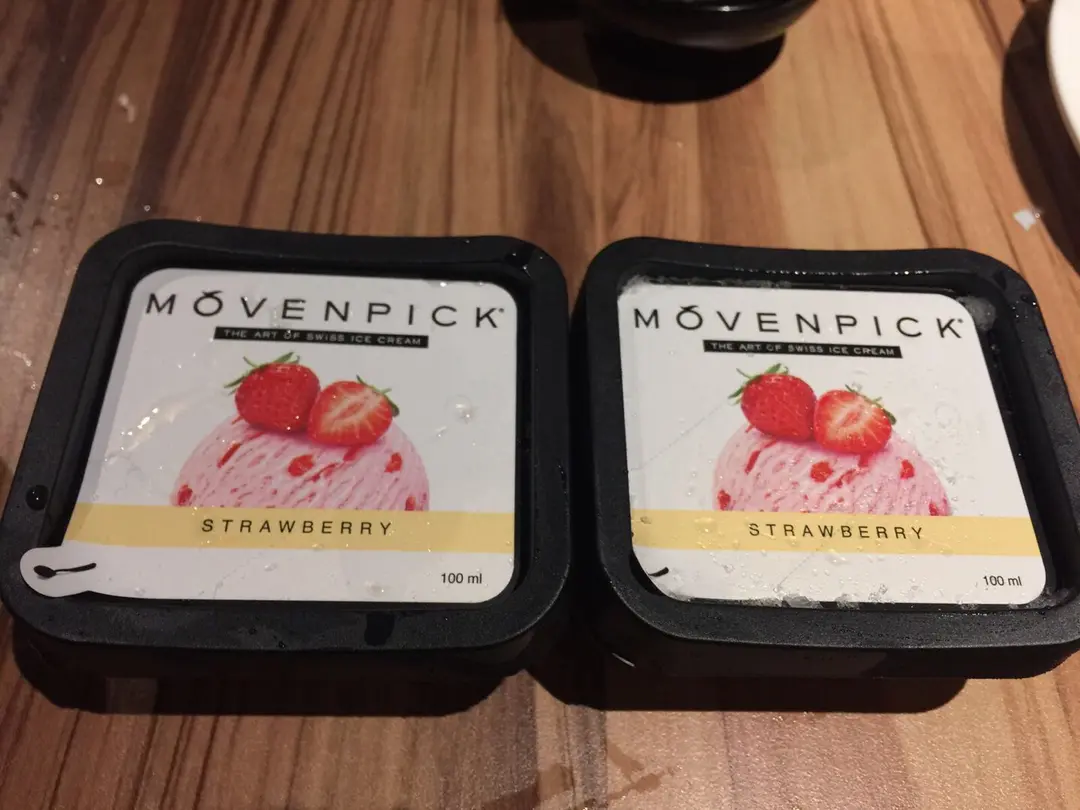 MÖVENPICK®
THE ART OF SWISS ICE CREAM
STRAWBERRY
100 ml
MÖVENPICK®
THE ART OF SWISS ICE CREAM
STRAWBERRY
100 ml